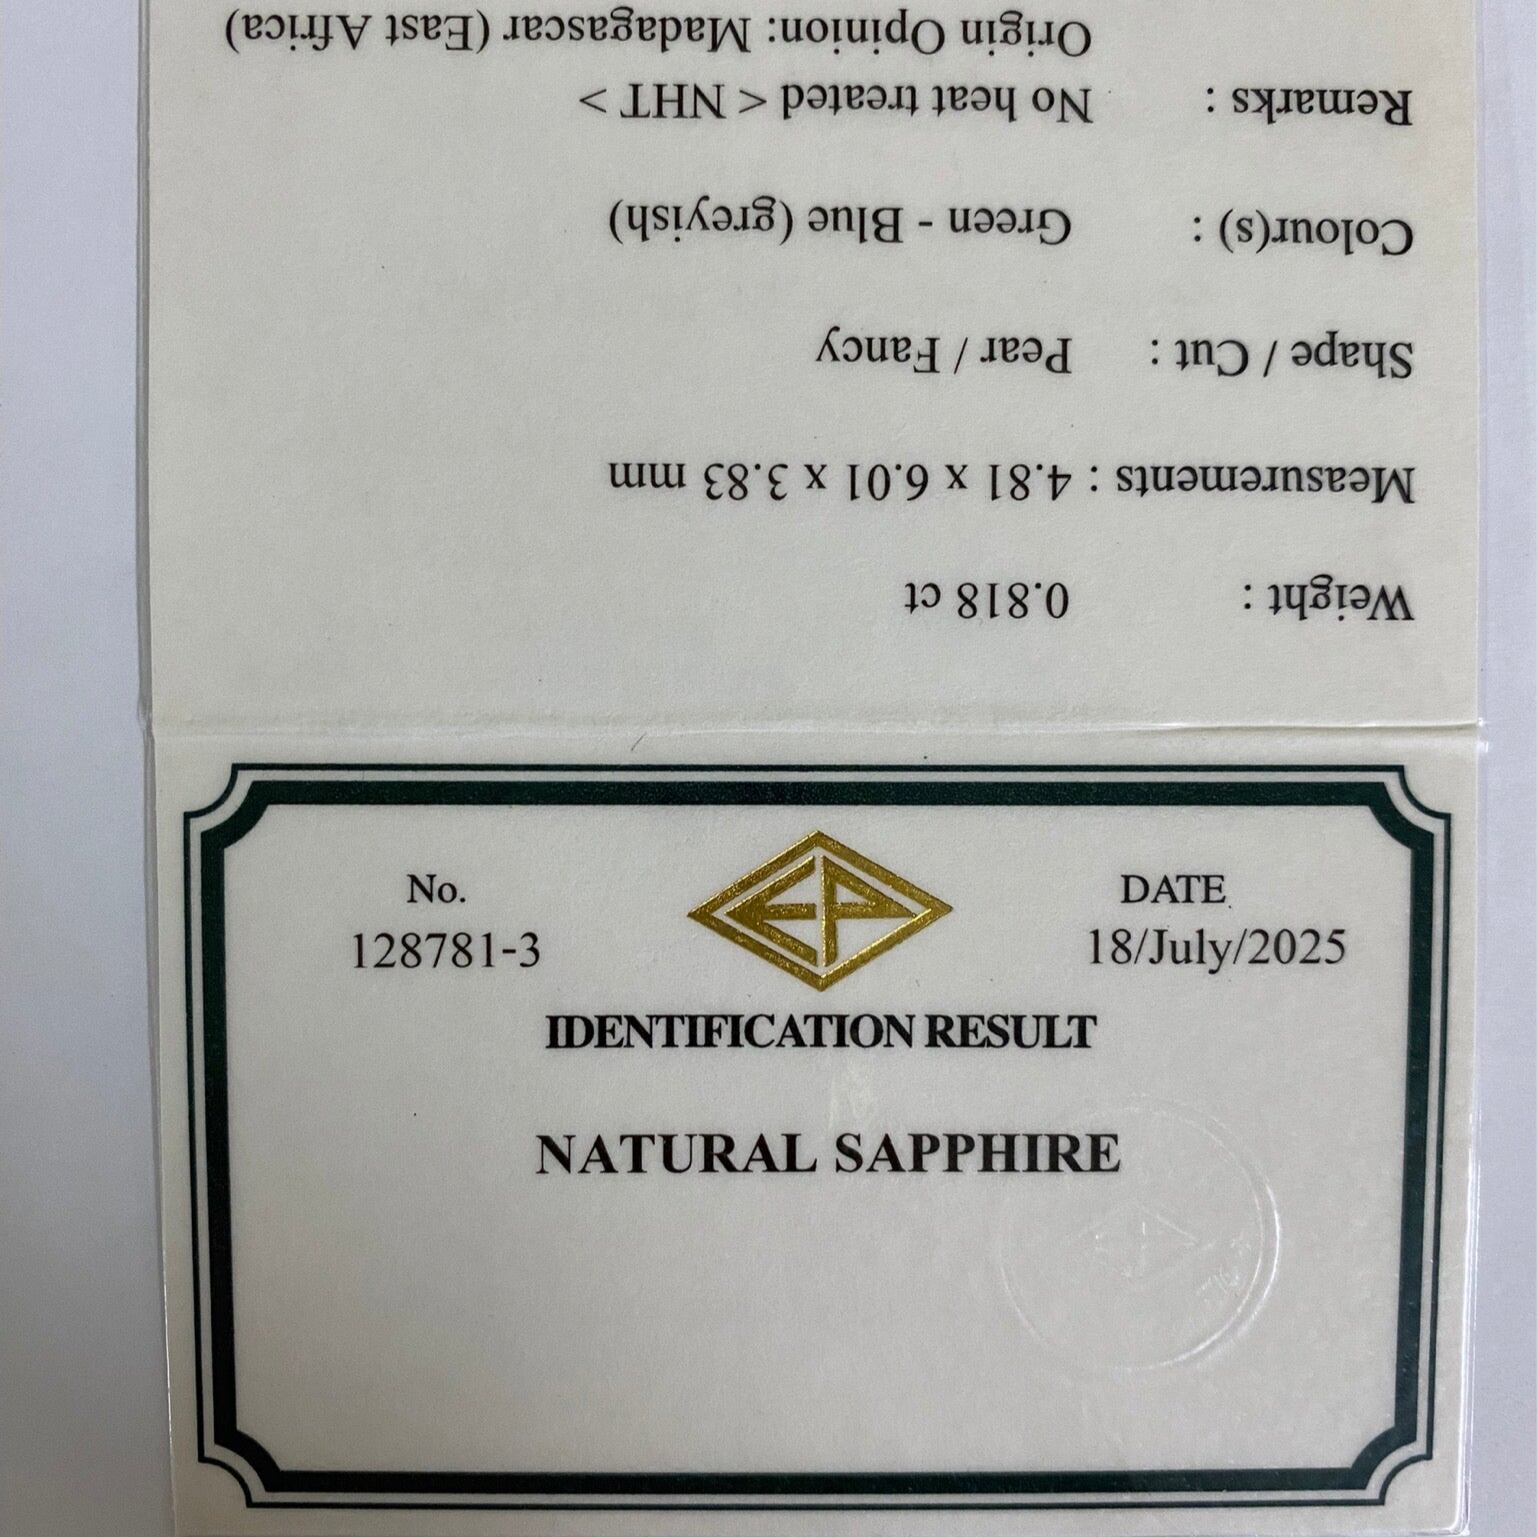 No.
128781-3
EP
DATE
18/July/2025
IDENTIFICATION RESULT
NATURAL SAPPHIRE
Weight : 0.818 ct
Measurements : 4.81 x 6.01 x 3.83 mm
Shape / Cut : Pear / Fancy
Colour(s) : Green - Blue (greyish)
Remarks : No heat treated < NHT >
Origin Opinion: Madagascar (East Africa)